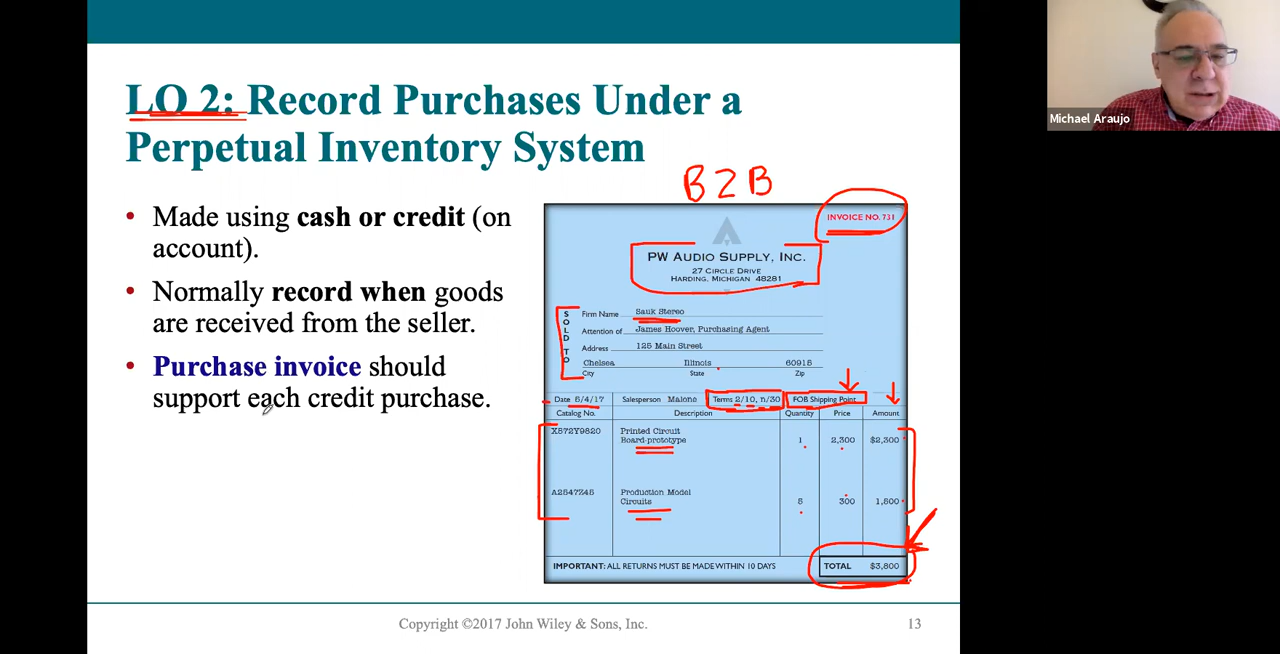 LO 2: Record Purchases Under a
Perpetual Inventory System
• Made using cash or credit (on
account).
• Normally record when goods
are received from the seller.
• Purchase invoice should
support each credit purchase.
B2B
INVOICE NO. 731
PW AUDIO SUPPLY, INC.
27 CIRCLE DRIVE
HARDING, MICHIGAN 48281
SOLD TO
Firm Name Sauk Stereo
Attention of James Hoover, Purchasing Agent
Address 125 Main Street
Chelsea Illinois 60915
City State Zip
Date 5/4/17 Salesperson Malone Terms 2/10, n/30 FOB Shipping Point
Catalog No. Description Quantity Price Amount
X572Y9820 Printed Circuit
Board-prototype 1 2,300 $2,300
A2547Z45 Production Model
Circuits 5 300 1,500
IMPORTANT: ALL RETURNS MUST BE MADE WITHIN 10 DAYS TOTAL $3,800
Copyright ©2017 John Wiley & Sons, Inc. 13
Michael Araujo